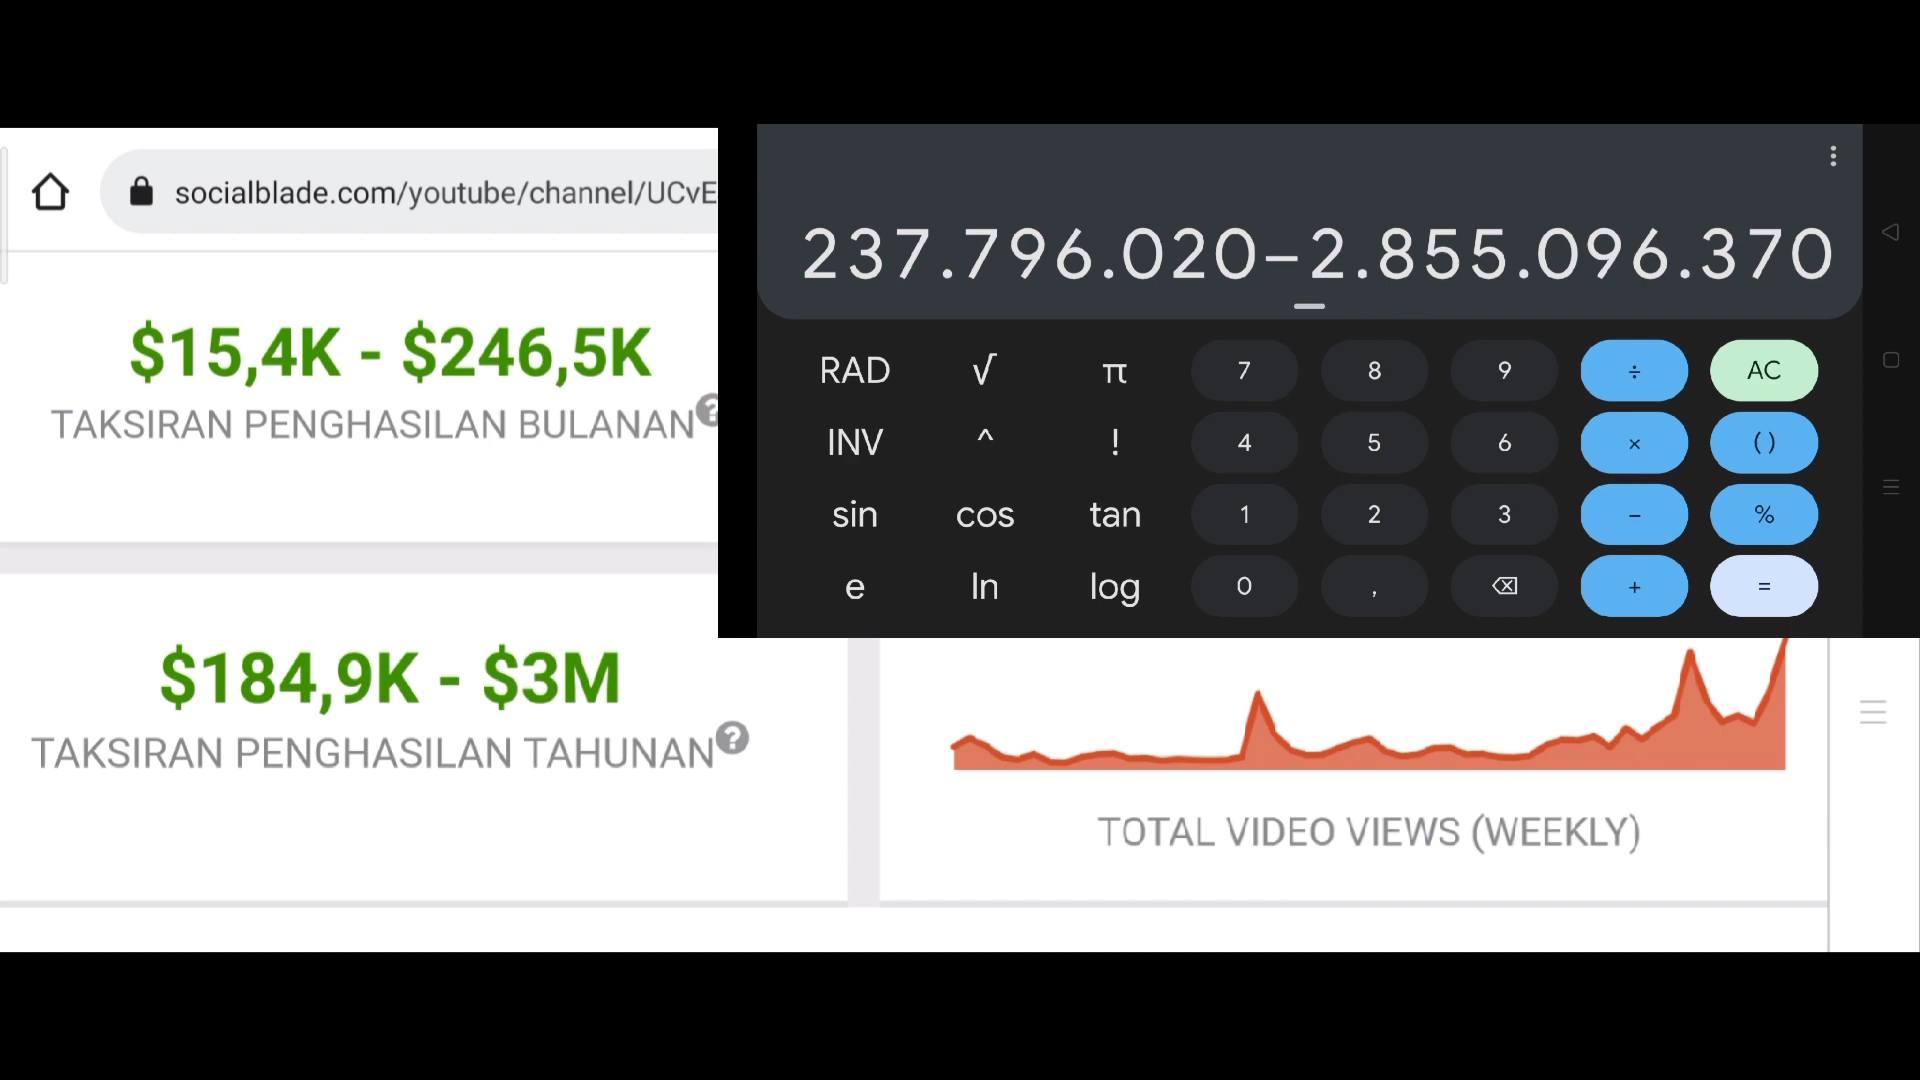 socialblade.com/youtube/channel/UCvE
$15,4K - $246,5K
TAKSIRAN PENGHASILAN BULANAN?
$184,9K - $3M
TAKSIRAN PENGHASILAN TAHUNAN?
237.796.020–2.855.096.370
RAD √ π 7 8 9 ÷ AC
INV ^ ! 4 5 6 × ()
sin cos tan 1 2 3 − %
e ln log 0 , + =
TOTAL VIDEO VIEWS (WEEKLY)